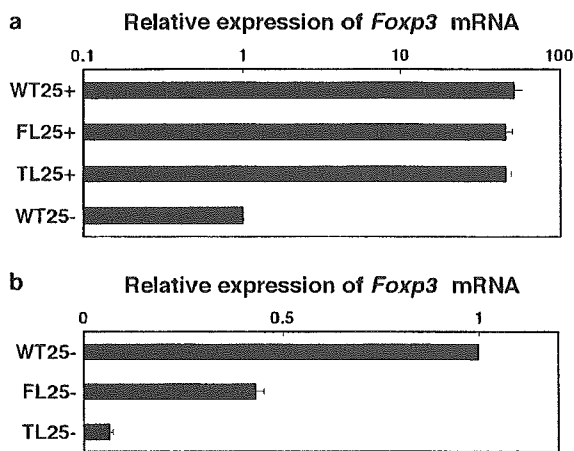 a
Relative expression of Foxp3 mRNA
0.1 1 10 100
WT25+
FL25+
TL25+
WT25-
b
Relative expression of Foxp3 mRNA
0 0.5 1
WT25-
FL25-
TL25-